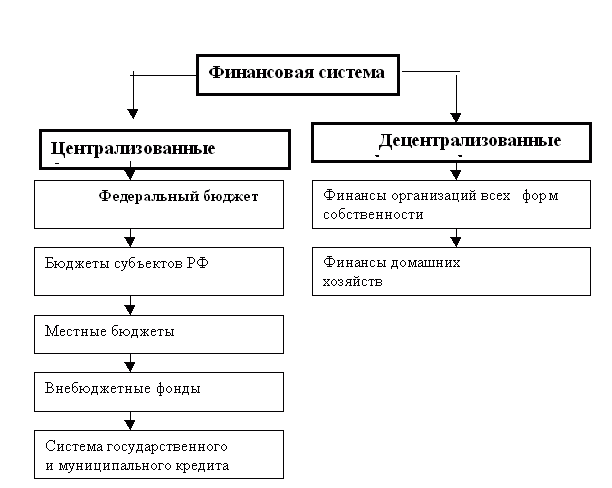 Финансовая система
Централизованные
Децентрализованные
Федеральный бюджет
Бюджеты субъектов РФ
Местные бюджеты
Внебюджетные фонды
Система государственного
и муниципального кредита
Финансы организаций всех форм
собственности
Финансы домашних
хозяйств